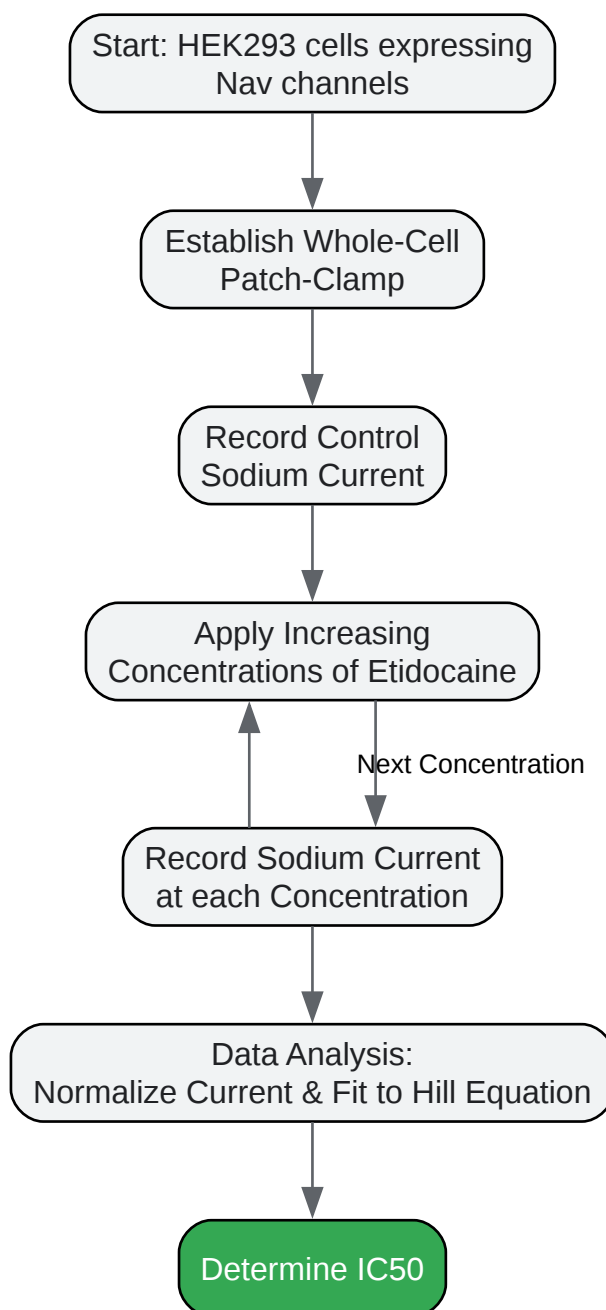 Start: HEK293 cells expressing
Nav channels
Establish Whole-Cell
Patch-Clamp
Record Control
Sodium Current
Apply Increasing
Concentrations of Etidocaine
Next Concentration
Record Sodium Current
at each Concentration
Data Analysis:
Normalize Current & Fit to Hill Equation
Determine IC50